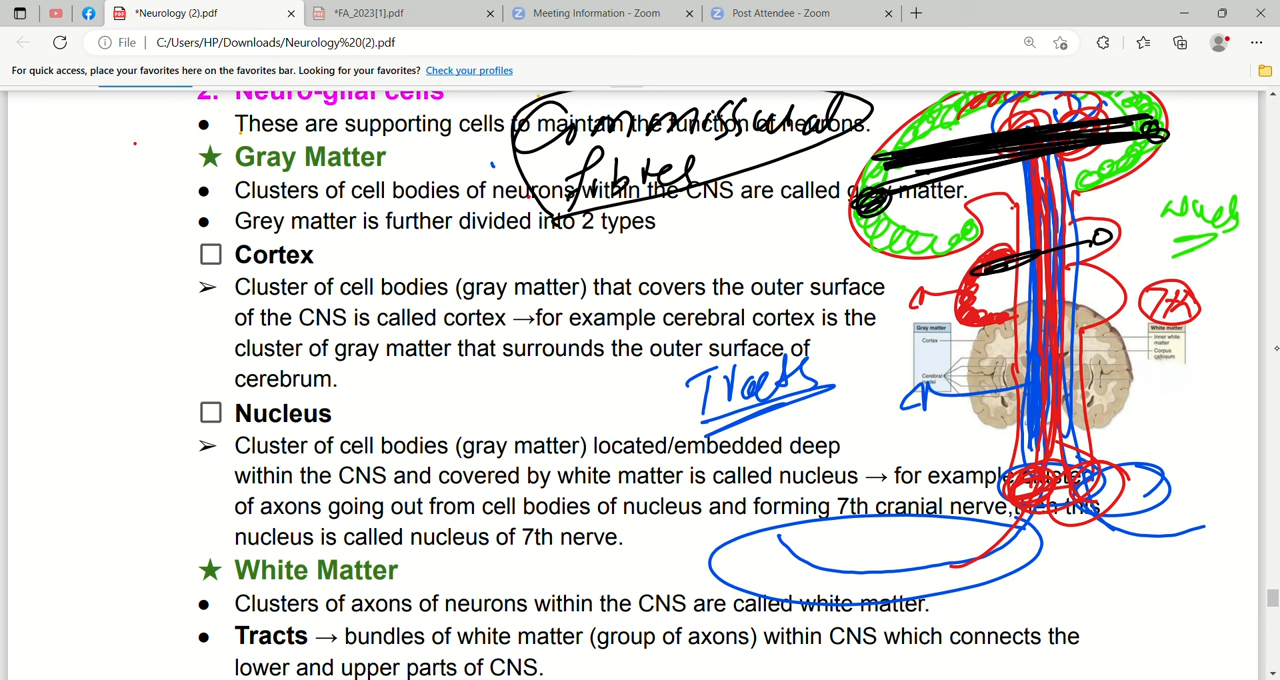 *Neurology (2).pdf
*FA_2023[1].pdf
Meeting Information - Zoom
Post Attendee - Zoom
File
C:/Users/HP/Downloads/Neurology%20(2).pdf
For quick access, place your favorites here on the favorites bar. Looking for your favorites? Check your profiles
2. Neuro-glial cells
● These are supporting cells to maintain the function of neurons.
Commissural
fibres
★ Gray Matter
● Clusters of cell bodies of neurons within the CNS are called gray matter.
● Grey matter is further divided into 2 types
Cortex
➢ Cluster of cell bodies (gray matter) that covers the outer surface
of the CNS is called cortex →for example cerebral cortex is the
cluster of gray matter that surrounds the outer surface of
cerebrum.
7th
Gray matter
Cortex
Cerebral
White matter
Inner white
matter
Corpus
callosum
Tracts
Nucleus
➢ Cluster of cell bodies (gray matter) located/embedded deep
within the CNS and covered by white matter is called nucleus → for example cluster
of axons going out from cell bodies of nucleus and forming 7th cranial nerve,then this
nucleus is called nucleus of 7th nerve.
★ White Matter
● Clusters of axons of neurons within the CNS are called white matter.
● Tracts → bundles of white matter (group of axons) within CNS which connects the
lower and upper parts of CNS.